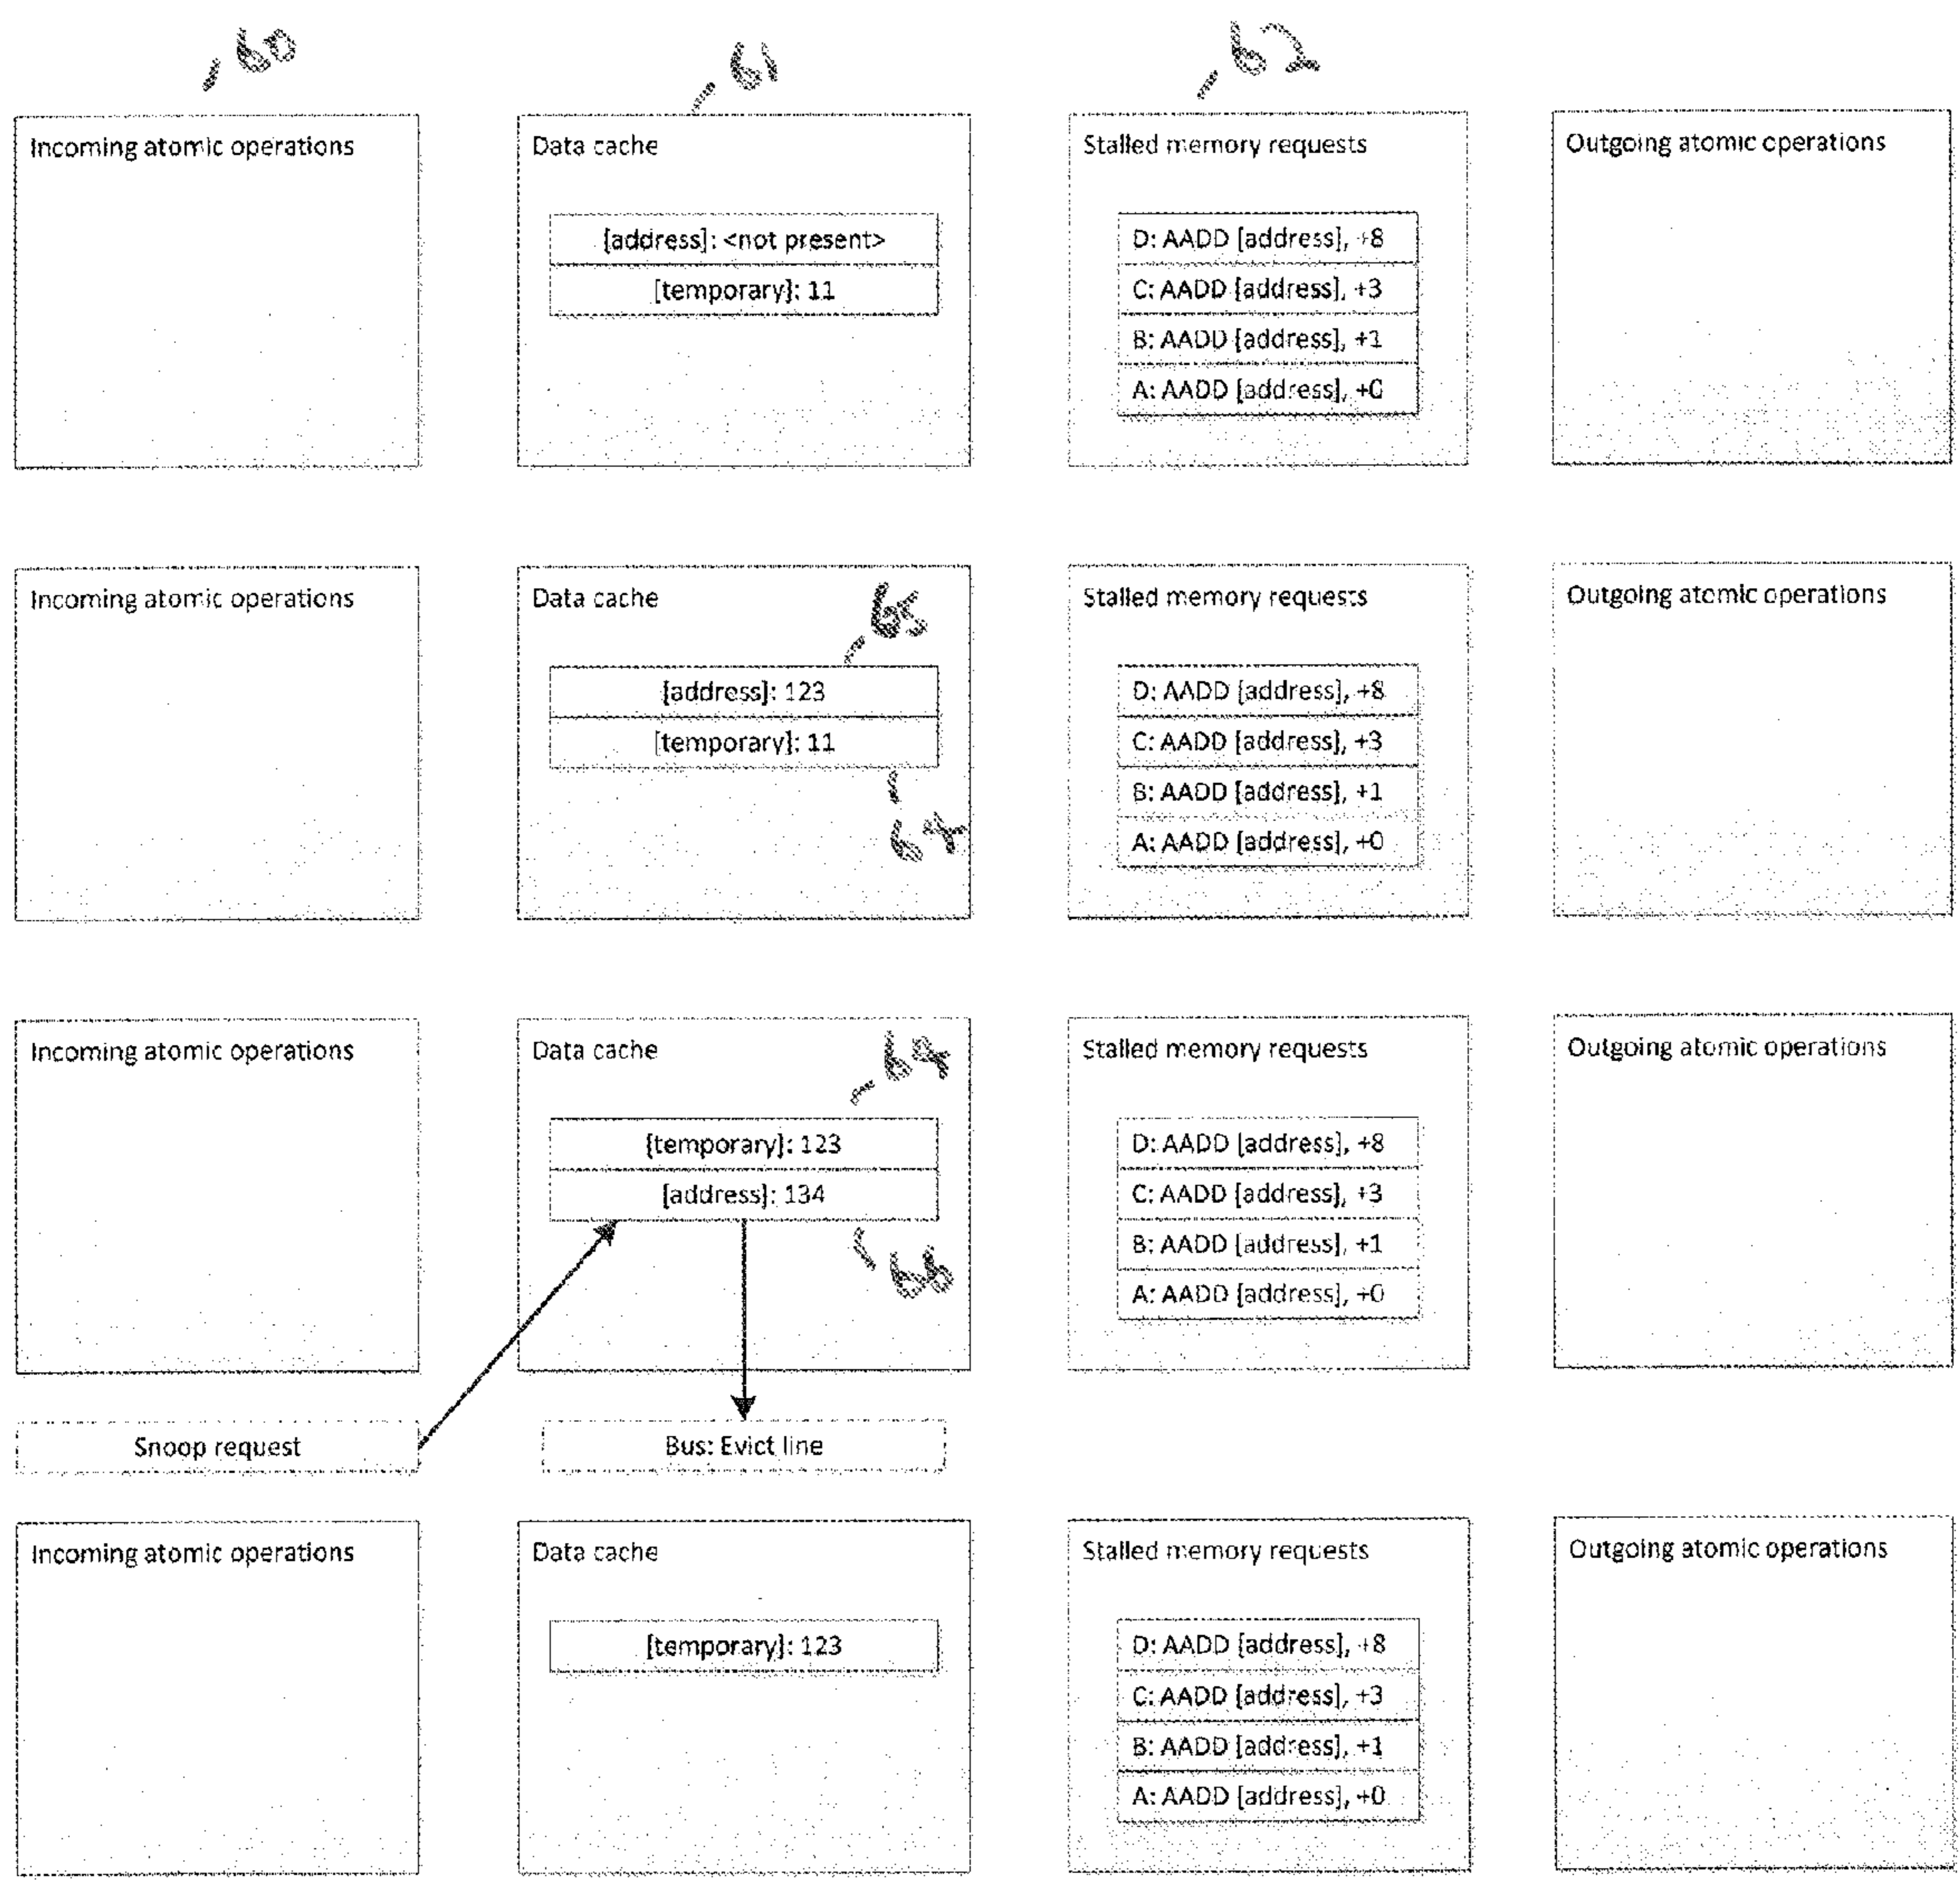 60
61
62
Incoming atomic operations
Data cache
[address]: <not present>
[temporary]: 11
Stalled memory requests
D: AADD [address], +8
C: AADD [address], +3
B: AADD [address], +1
A: AADD [address], +0
Outgoing atomic operations
Incoming atomic operations
Data cache
65
[address]: 123
[temporary]: 11
64
Stalled memory requests
D: AADD [address], +8
C: AADD [address], +3
B: AADD [address], +1
A: AADD [address], +0
Outgoing atomic operations
Incoming atomic operations
Data cache
64
[temporary]: 123
[address]: 134
66
Stalled memory requests
D: AADD [address], +8
C: AADD [address], +3
B: AADD [address], +1
A: AADD [address], +0
Outgoing atomic operations
Snoop request
Bus: Evict line
Incoming atomic operations
Data cache
[temporary]: 123
Stalled memory requests
D: AADD [address], +8
C: AADD [address], +3
B: AADD [address], +1
A: AADD [address], +0
Outgoing atomic operations